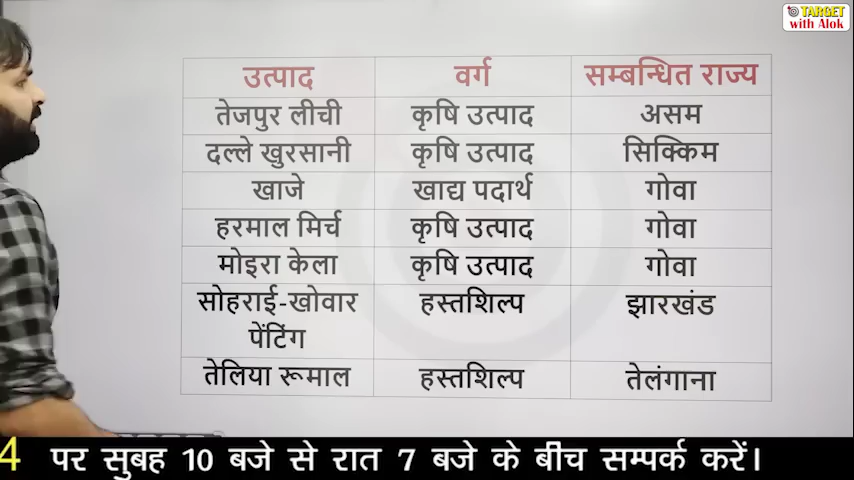 TARGET
with Alok
उत्पाद वर्ग सम्बन्धित राज्य
तेजपुर लीची कृषि उत्पाद असम
दल्ले खुरसानी कृषि उत्पाद सिक्किम
खाजे खाद्य पदार्थ गोवा
हरमाल मिर्च कृषि उत्पाद गोवा
मोइरा केला कृषि उत्पाद गोवा
सोहराई-खोवार हस्तशिल्प झारखंड
पेंटिंग
तेलिया रूमाल हस्तशिल्प तेलंगाना
4 पर सुबह 10 बजे से रात 7 बजे के बीच सम्पर्क करें।